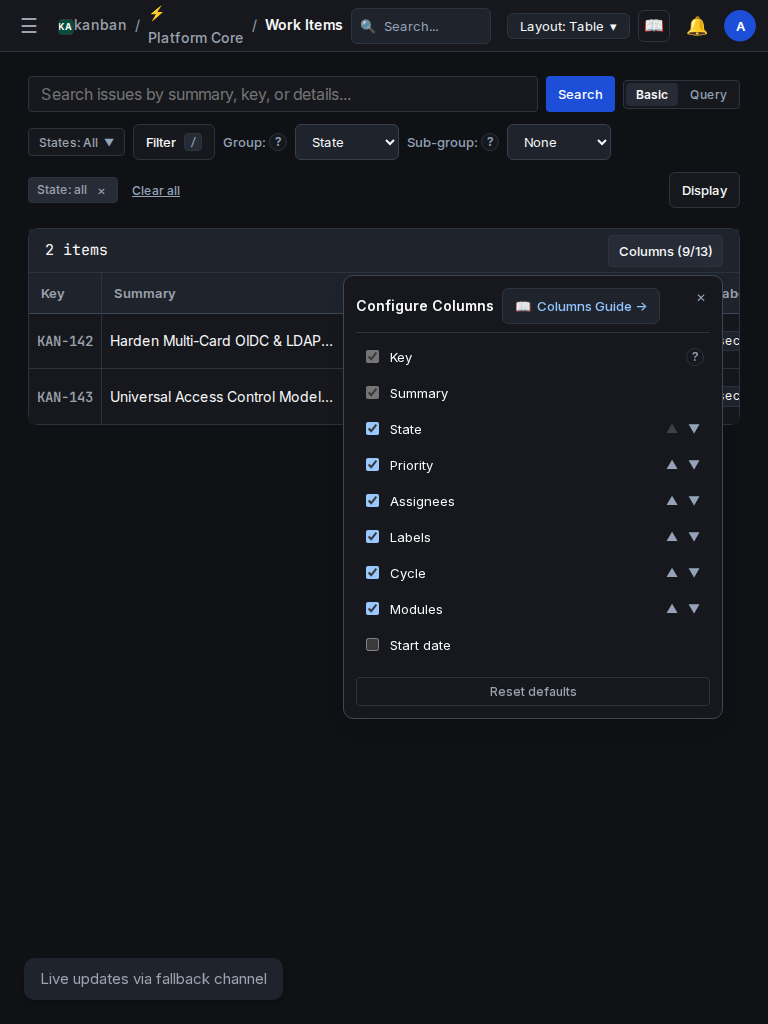 ☰ KA kanban / ⚡ Platform Core / Work Items 🔍 Search... Layout: Table ▾ 📖 🔔 A
Search issues by summary, key, or details... Search Basic Query
States: All ▼ Filter / Group: ? State Sub-group: ? None
State: all × Clear all Display
2 items Columns (9/13)
Key Summary
Configure Columns 📖 Columns Guide → ×
KAN-142 Harden Multi-Card OIDC & LDAP...
KAN-143 Universal Access Control Model...
Key ?
Summary
State ▲ ▼
Priority ▲ ▼
Assignees ▲ ▼
Labels ▲ ▼
Cycle ▲ ▼
Modules ▲ ▼
Start date
Reset defaults
Live updates via fallback channel